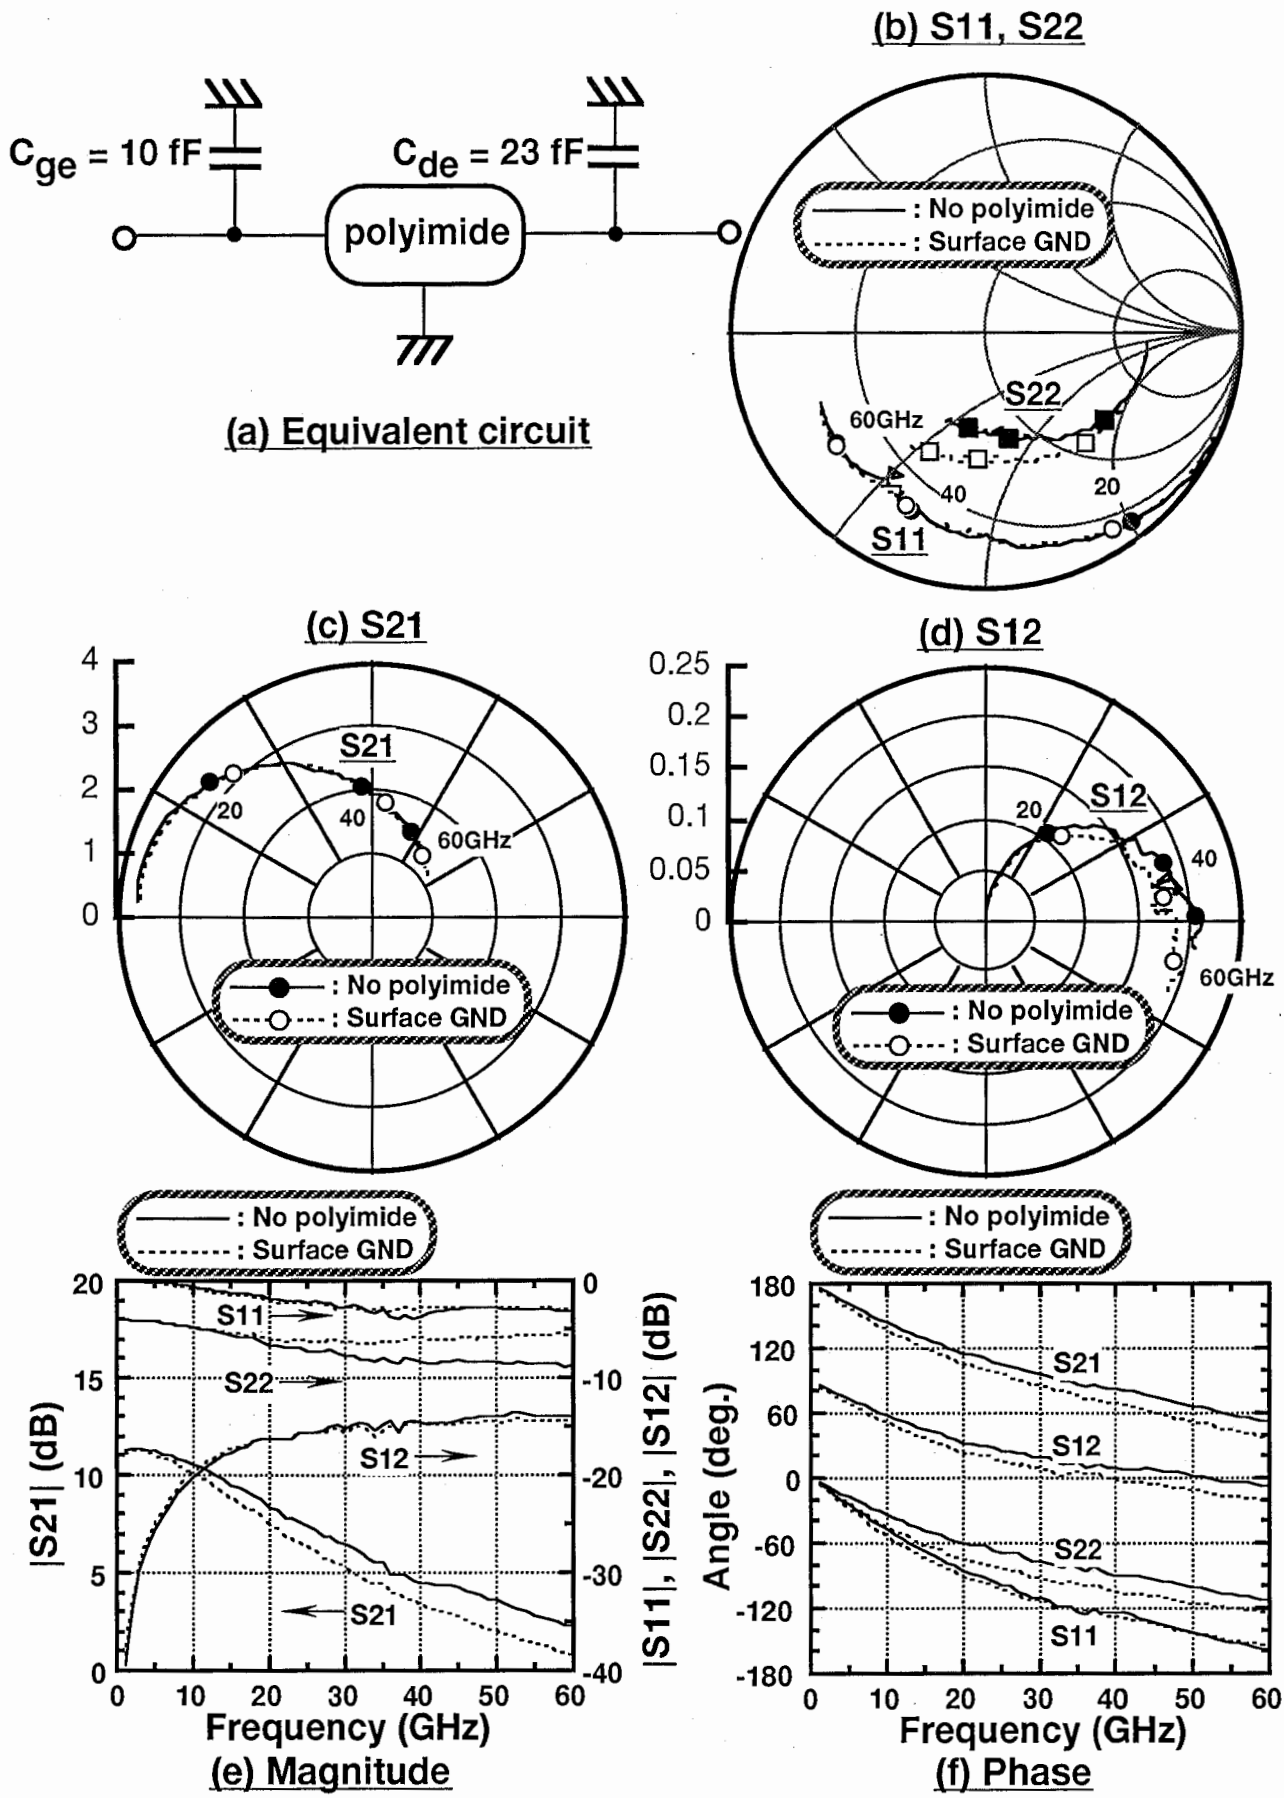 (b) S11, S22
Cge = 10 fF
Cde = 23 fF
polyimide
(a) Equivalent circuit
: No polyimide
: Surface GND
S22
60GHz
40
20
S11
(c) S21
4
3
2
1
0
S21
20
40
60GHz
: No polyimide
: Surface GND
(d) S12
0.25
0.2
0.15
0.1
0.05
0
20
S12
40
60GHz
: No polyimide
: Surface GND
: No polyimide
: Surface GND
20
15
10
5
0
|S21| (dB)
S11
S22
S12
S21
0
-10
-20
-30
-40
|S11|, |S22|, |S12| (dB)
0 10 20 30 40 50 60
Frequency (GHz)
(e) Magnitude
: No polyimide
: Surface GND
180
120
60
0
-60
-120
-180
Angle (deg.)
S21
S12
S22
S11
0 10 20 30 40 50 60
Frequency (GHz)
(f) Phase